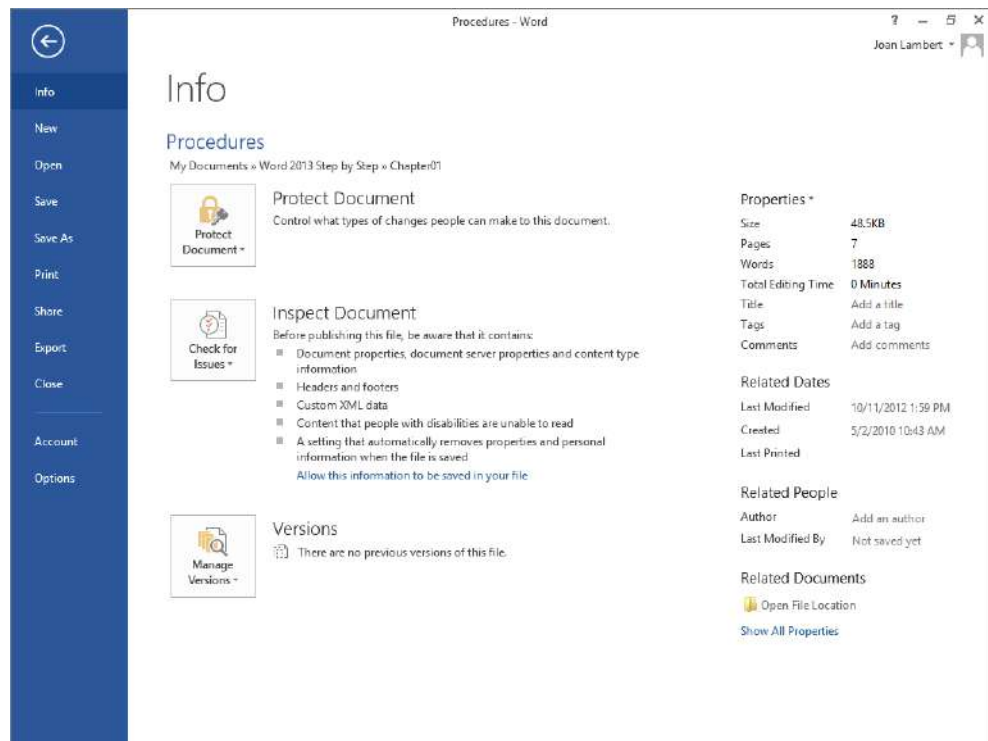 Procedures - Word
?
Joan Lambert
Info
New
Open
Save
Save As
Print
Share
Export
Close
Account
Options
Info
Procedures
My Documents » Word 2013 Step by Step » Chapter01
Protect Document
Protect Document
Control what types of changes people can make to this document.
Check for Issues
Inspect Document
Before publishing this file, be aware that it contains:
Document properties, document server properties and content type
information
Headers and footers
Custom XML data
Content that people with disabilities are unable to read
A setting that automatically removes properties and personal
information when the file is saved
Allow this information to be saved in your file
Manage Versions
Versions
There are no previous versions of this file.
Properties
Size 48.5KB
Pages 7
Words 1888
Total Editing Time 0 Minutes
Title Add a title
Tags Add a tag
Comments Add comments
Related Dates
Last Modified 10/11/2012 1:59 PM
Created 5/2/2010 10:43 AM
Last Printed
Related People
Author Add an author
Last Modified By Not saved yet
Related Documents
Open File Location
Show All Properties